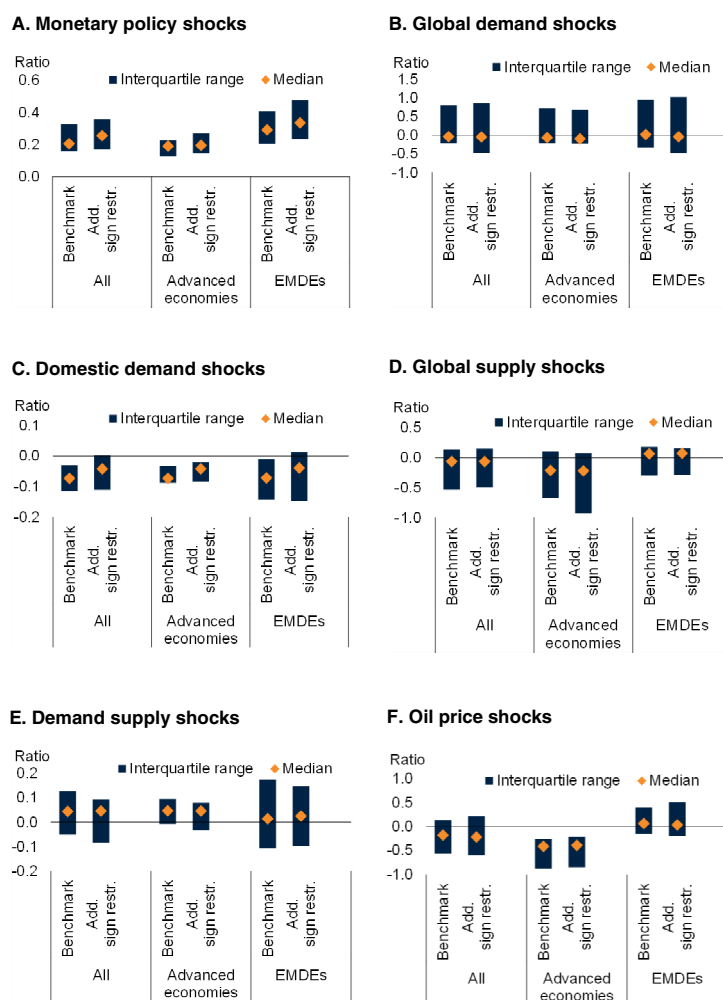 A. Monetary policy shocks
Ratio
Interquartile range
Median
0.6
0.4
0.2
0.0
Benchmark
Add.
sign restr.
Benchmark
Add.
sign restr.
Benchmark
Add.
sign restr.
All
Advanced
economies
EMDEs
B. Global demand shocks
Ratio
Interquartile range
Median
1.5
1.0
0.5
0.0
-0.5
-1.0
Benchmark
Add.
sign restr.
Benchmark
Add.
sign restr.
Benchmark
Add.
sign restr.
All
Advanced
economies
EMDEs
C. Domestic demand shocks
Ratio
Interquartile range
Median
0.1
0.0
-0.1
-0.2
Benchmark
Add.
sign restr.
Benchmark
Add.
sign restr.
Benchmark
Add.
sign restr.
All
Advanced
economies
EMDEs
D. Global supply shocks
Ratio
Interquartile range
Median
0.5
0.0
-0.5
-1.0
Benchmark
Add.
sign restr.
Benchmark
Add.
sign restr.
Benchmark
Add.
sign restr.
All
Advanced
economies
EMDEs
E. Demand supply shocks
Ratio
Interquartile range
Median
0.2
0.1
0.0
-0.1
-0.2
Benchmark
Add.
sign restr.
Benchmark
Add.
sign restr.
Benchmark
Add.
sign restr.
All
Advanced
economies
EMDEs
F. Oil price shocks
Ratio
Interquartile range
Median
1.0
0.5
0.0
-0.5
-1.0
Benchmark
Add.
sign restr.
Benchmark
Add.
sign restr.
Benchmark
Add.
sign restr.
All
Advanced
economies
EMDEs